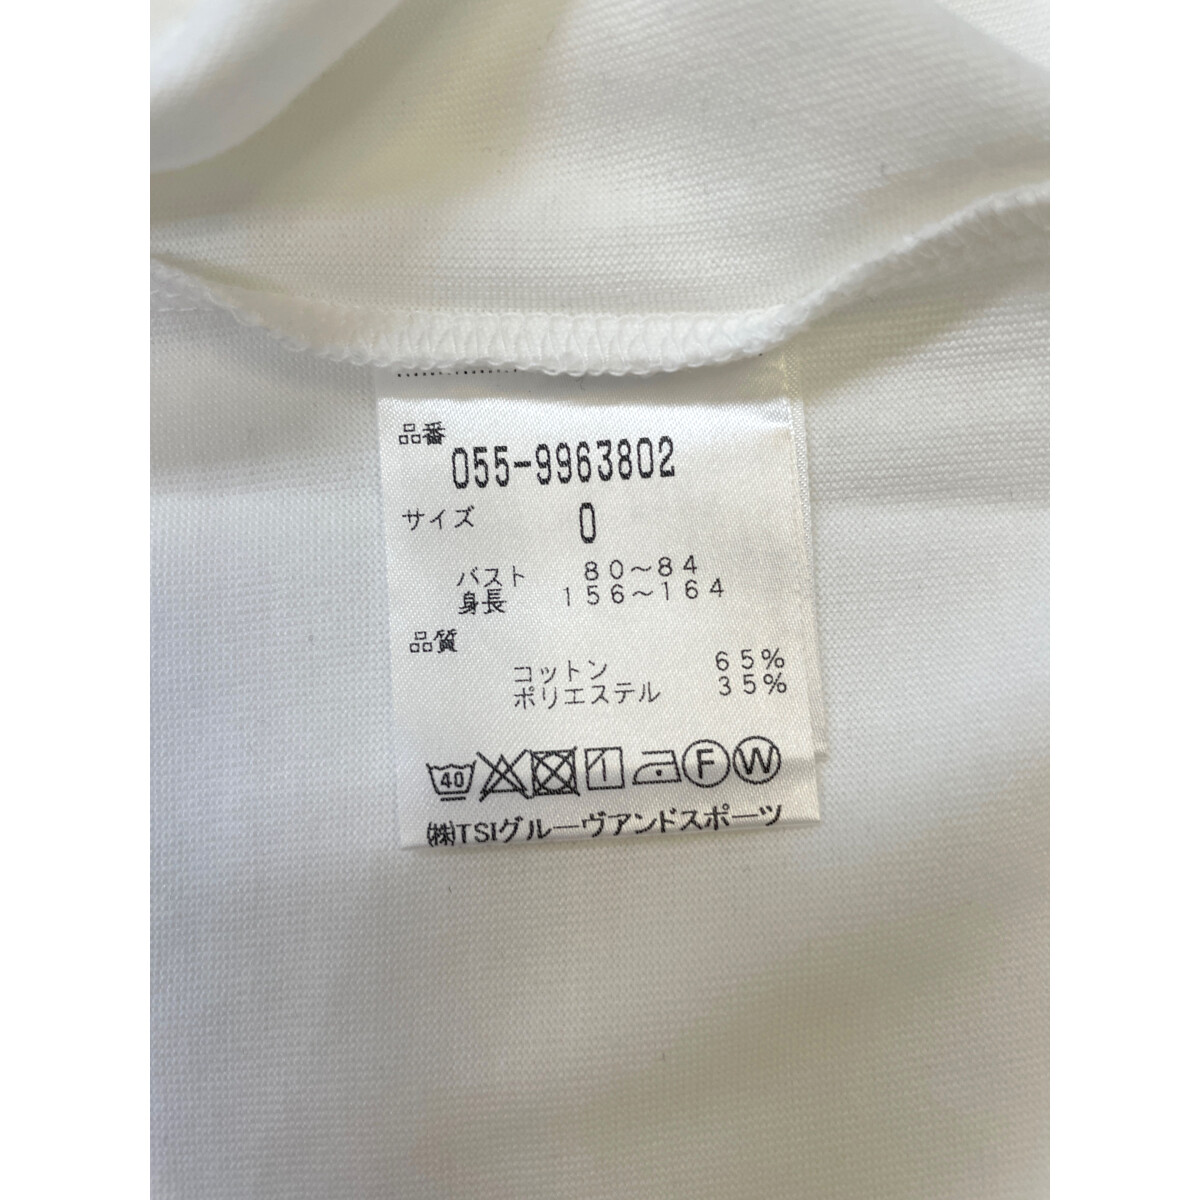 品番
055-9963802
サイズ 0
バスト 80〜84
身長 156〜164
品質
コットン 65%
ポリエステル 35%
40 F W
㈱TSIグルーヴアンドスポーツ